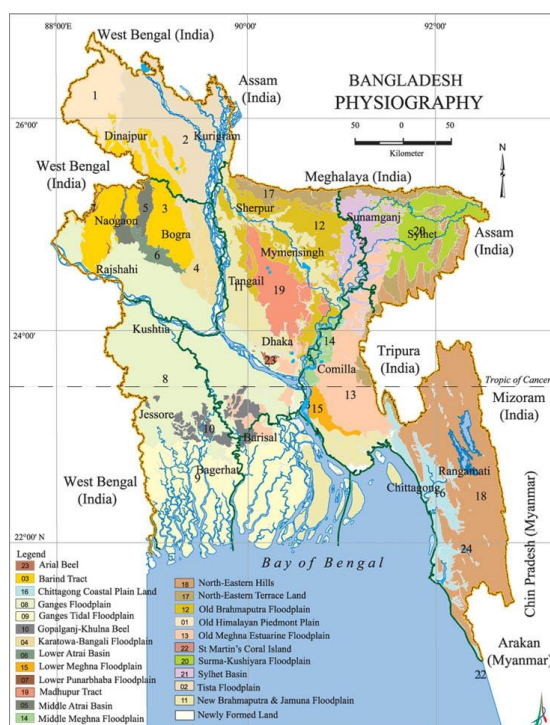 88°00'
90°00'
92°00'
West Bengal (India)
Assam
(India)
BANGLADESH
PHYSIOGRAPHY
50
0
50
Kilometer
N
26°00'
1
2
Dinajpur
Kurigram
West Bengal
(India)
Meghalaya (India)
17
Sherpur
Sunamganj
Assam
(India)
7
5
3
Naogaon
Bogra
12
20
Sylhet
6
4
Mymensingh
Rajshahi
Tangail
11
19
24°00'
Kushtia
Dhaka
14
23
Comilla
Tripura
(India)
Tropic of Cancer
Mizoram
(India)
8
13
15
Jessore
10
Barisal
Rangamati
Bagerhat
9
Chittagong
16
18
West Bengal
(India)
22°00'N
24
Bay of Bengal
Chin Pradesh (Myanmar)
Arakan
(Myanmar)
22
Legend
23 Arial Beel
03 Barind Tract
16 Chittagong Coastal Plain Land
08 Ganges Floodplain
09 Ganges Tidal Floodplain
10 Gopalganj-Khulna Beel
04 Karatowa-Bangali Floodplain
06 Lower Atrai Basin
15 Lower Meghna Floodplain
07 Lower Punarbhaba Floodplain
19 Madhupur Tract
05 Middle Atrai Basin
14 Middle Meghna Floodplain
18 North-Eastern Hills
17 North-Eastern Terrace Land
12 Old Brahmaputra Floodplain
01 Old Himalayan Piedmont Plain
13 Old Meghna Estuarine Floodplain
22 St Martin's Coral Island
20 Surma-Kushiyara Floodplain
21 Sylhet Basin
02 Tista Floodplain
11 New Brahmaputra & Jamuna Floodplain
Newly Formed Land